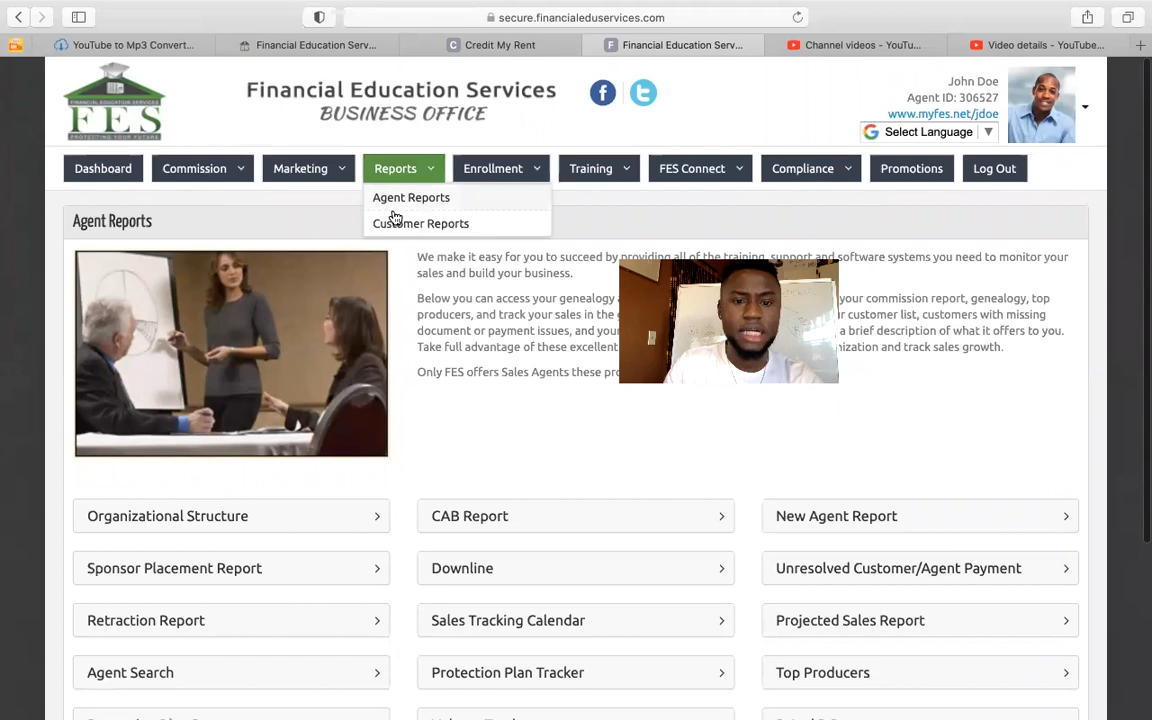 secure.financialeduservices.com
YouTube to Mp3 Convert...
Financial Education Serv...
Credit My Rent
Financial Education Serv...
Channel videos - YouTu...
Video details - YouTube...
FES
FINANCIAL EDUCATION SERVICES
PROTECTING YOUR FUTURE
Financial Education Services
BUSINESS OFFICE
John Doe
Agent ID: 306527
www.myfes.net/jdoe
Select Language
Dashboard
Commission
Marketing
Reports
Enrollment
Training
FES Connect
Compliance
Promotions
Log Out
Agent Reports
Customer Reports
Agent Reports
We make it easy for you to succeed by providing all of the training, support and software systems you need to monitor your
sales and build your business.
Below you can access your genealogy your commission report, genealogy, top
producers, and track your sales in the customer list, customers with missing
document or payment issues, and your a brief description of what it offers to you.
Take full advantage of these excellent and track sales growth.
Only FES offers Sales Agents these
Organizational Structure
CAB Report
New Agent Report
Sponsor Placement Report
Downline
Unresolved Customer/Agent Payment
Retraction Report
Sales Tracking Calendar
Projected Sales Report
Agent Search
Protection Plan Tracker
Top Producers